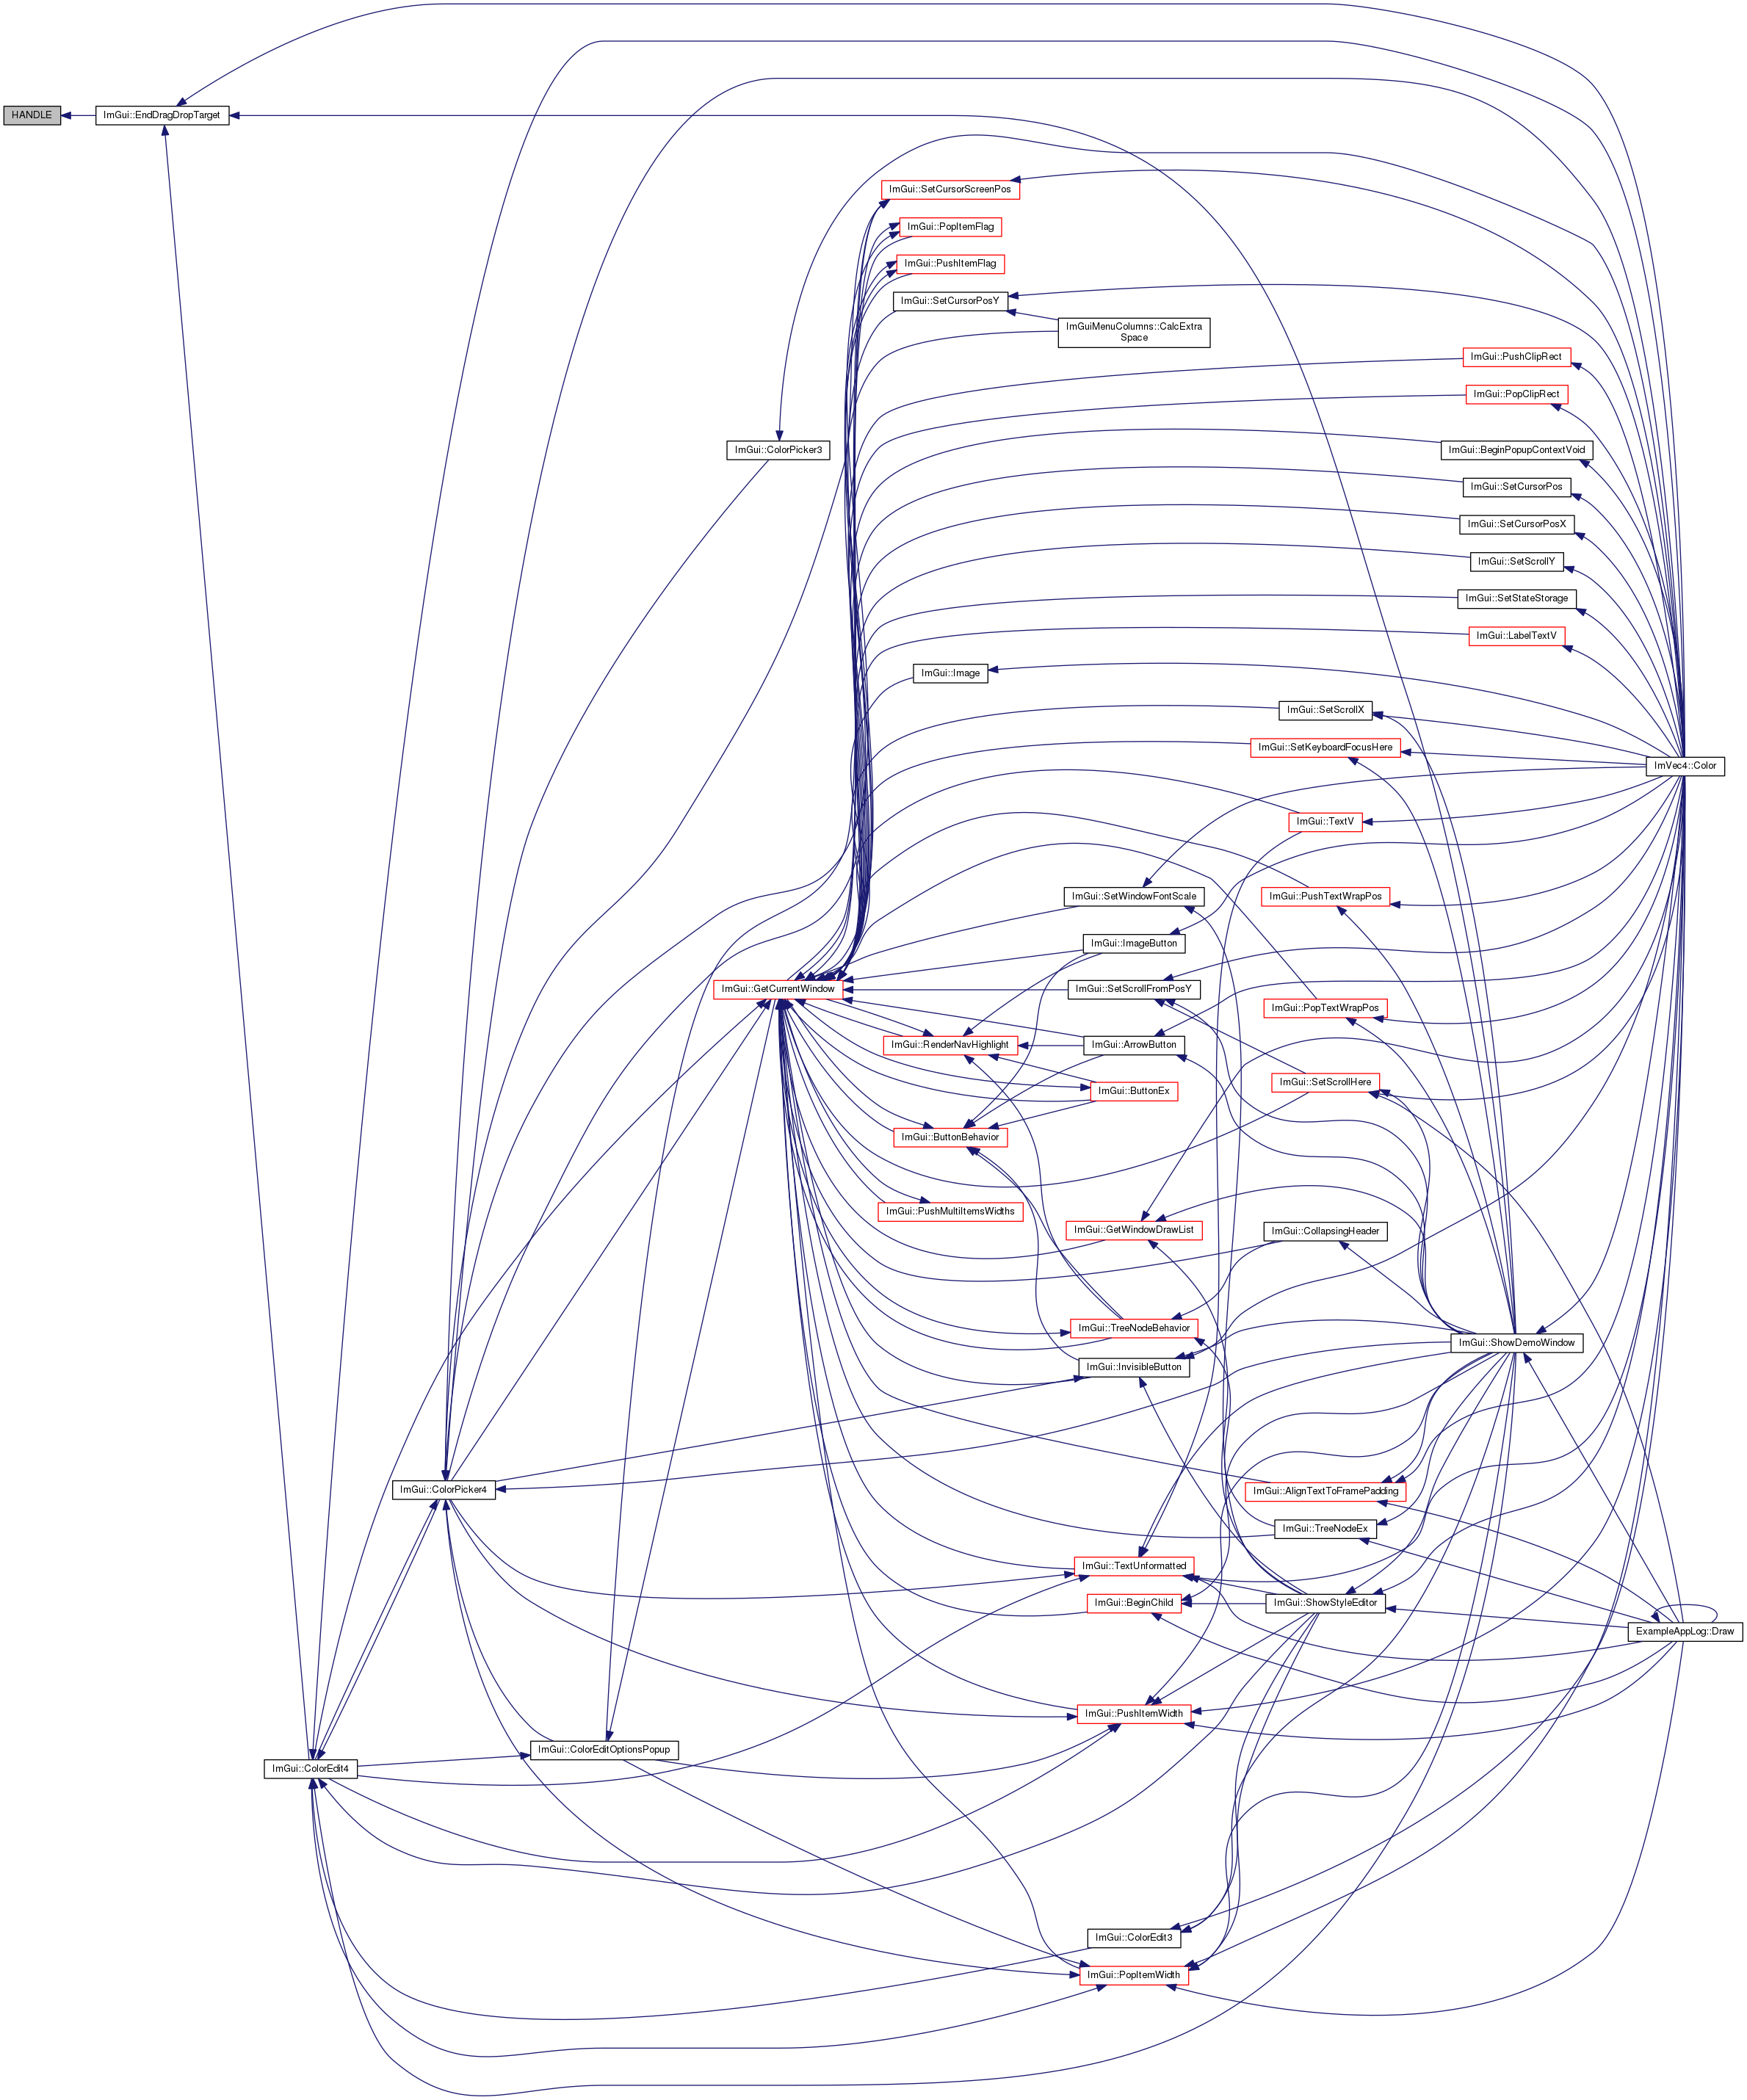 HANDLE
ImGui::EndDragDropTarget
ImGui::SetCursorScreenPos
ImGui::PopItemFlag
ImGui::PushItemFlag
ImGui::SetCursorPosY
ImGuiMenuColumns::CalcExtra
Space
ImGui::PushClipRect
ImGui::PopClipRect
ImGui::ColorPicker3
ImGui::BeginPopupContextVoid
ImGui::SetCursorPos
ImGui::SetCursorPosX
ImGui::SetScrollY
ImGui::SetStateStorage
ImGui::LabelTextV
ImGui::Image
ImGui::SetScrollX
ImGui::SetKeyboardFocusHere
ImVec4::Color
ImGui::TextV
ImGui::SetWindowFontScale
ImGui::PushTextWrapPos
ImGui::ImageButton
ImGui::GetCurrentWindow
ImGui::SetScrollFromPosY
ImGui::PopTextWrapPos
ImGui::RenderNavHighlight
ImGui::ArrowButton
ImGui::SetScrollHere
ImGui::ButtonEx
ImGui::ButtonBehavior
ImGui::PushMultiItemsWidths
ImGui::GetWindowDrawList
ImGui::CollapsingHeader
ImGui::TreeNodeBehavior
ImGui::ShowDemoWindow
ImGui::InvisibleButton
ImGui::ColorPicker4
ImGui::AlignTextToFramePadding
ImGui::TreeNodeEx
ImGui::TextUnformatted
ImGui::BeginChild
ImGui::ShowStyleEditor
ExampleAppLog::Draw
ImGui::PushItemWidth
ImGui::ColorEditOptionsPopup
ImGui::ColorEdit4
ImGui::ColorEdit3
ImGui::PopItemWidth